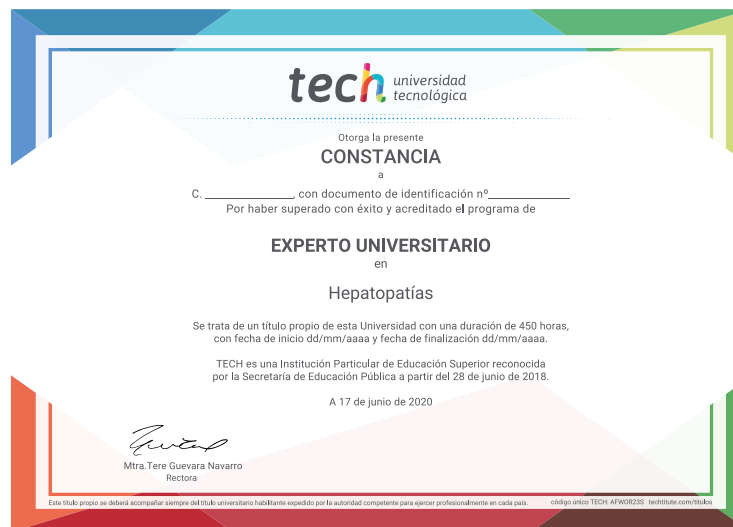 tech universidad
tecnológica
Otorga la presente
CONSTANCIA
a
C. ______________, con documento de identificación nº______________
Por haber superado con éxito y acreditado el programa de
EXPERTO UNIVERSITARIO
en
Hepatopatías
Se trata de un título propio de esta Universidad con una duración de 450 horas,
con fecha de inicio dd/mm/aaaa y fecha de finalización dd/mm/aaaa.
TECH es una Institución Particular de Educación Superior reconocida
por la Secretaría de Educación Pública a partir del 28 de junio de 2018.
A 17 de junio de 2020
Mtra.Tere Guevara Navarro
Rectora
Este título propio se deberá acompañar siempre del título universitario habilitante expedido por la autoridad competente para ejercer profesionalmente en cada país. código único TECH: AFWOR23S techtitute.com/titulos